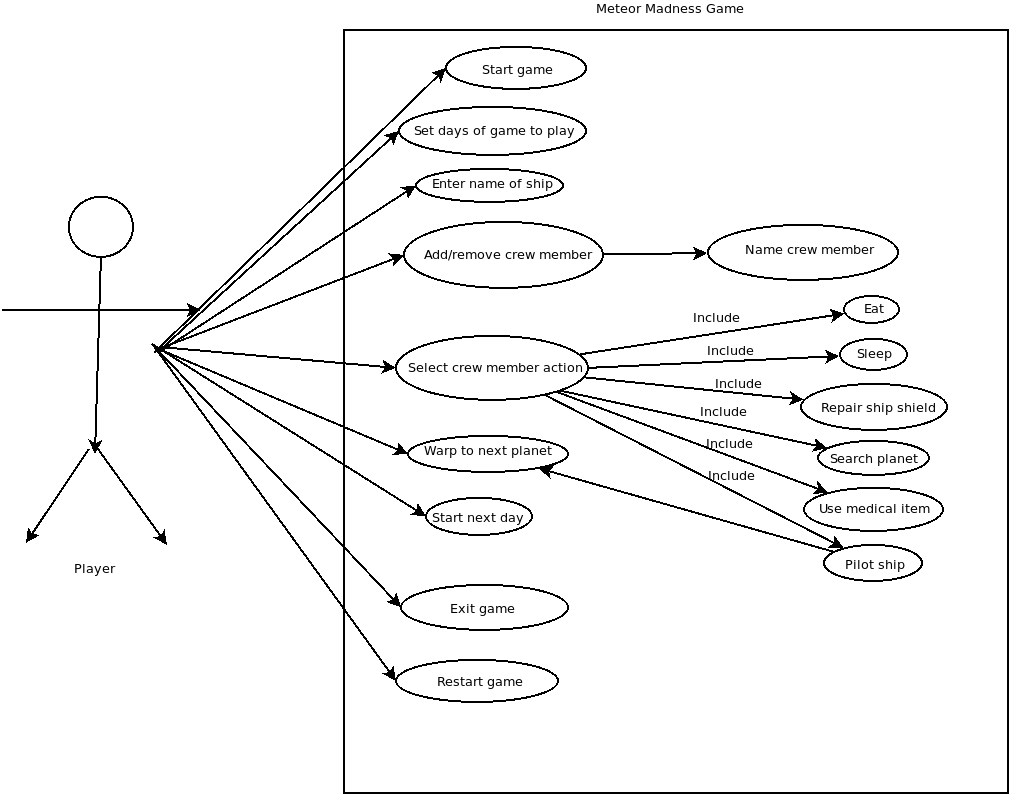 Meteor Madness Game
Start game
Set days of game to play
Enter name of ship
Add/remove crew member
Name crew member
Eat
Include
Sleep
Include
Select crew member action
Include
Repair ship shield
Include
Include
Search planet
Warp to next planet
Include
Use medical item
Start next day
Pilot ship
Player
Exit game
Restart game